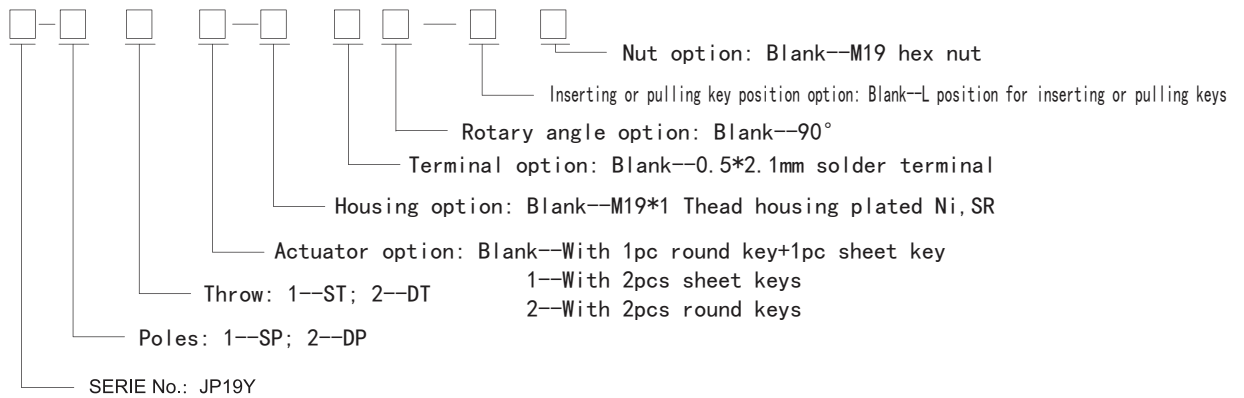 Nut option: Blank--M19 hex nut
Inserting or pulling key position option: Blank--L position for inserting or pulling keys
Rotary angle option: Blank--90°
Terminal option: Blank--0.5*2.1mm solder terminal
Housing option: Blank--M19*1 Thead housing plated Ni,SR
Actuator option: Blank--With 1pc round key+1pc sheet key
1--With 2pcs sheet keys
2--With 2pcs round keys
Throw: 1--ST; 2--DT
Poles: 1--SP; 2--DP
SERIE No.: JP19Y